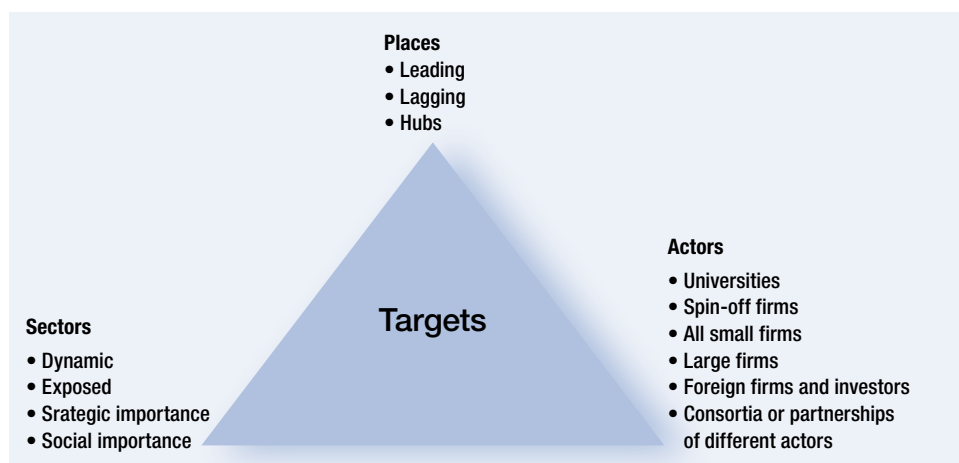 Places
• Leading
• Lagging
• Hubs
Actors
• Universities
• Spin-off firms
• All small firms
• Large firms
• Foreign firms and investors
• Consortia or partnerships
of different actors
Targets
Sectors
• Dynamic
• Exposed
• Srategic importance
• Social importance